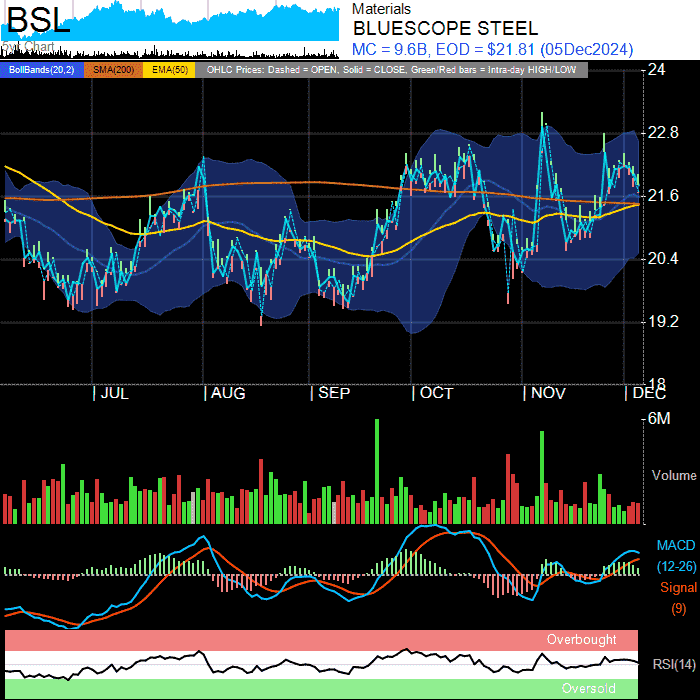 BSL
Materials
BLUESCOPE STEEL
MC = 9.6B, EOD = $21.81 (05Dec2024)
BollBands(20,2) SMA(200) EMA(50) OHLC Prices: Dashed = OPEN, Solid = CLOSE, Green/Red bars = Intra-day HIGH/LOW
24
22.8
21.6
20.4
19.2
18
| JUL | AUG | SEP | OCT | NOV | DEC
6M
Volume
MACD
(12-26)
Signal
(9)
Overbought
RSI(14)
Oversold